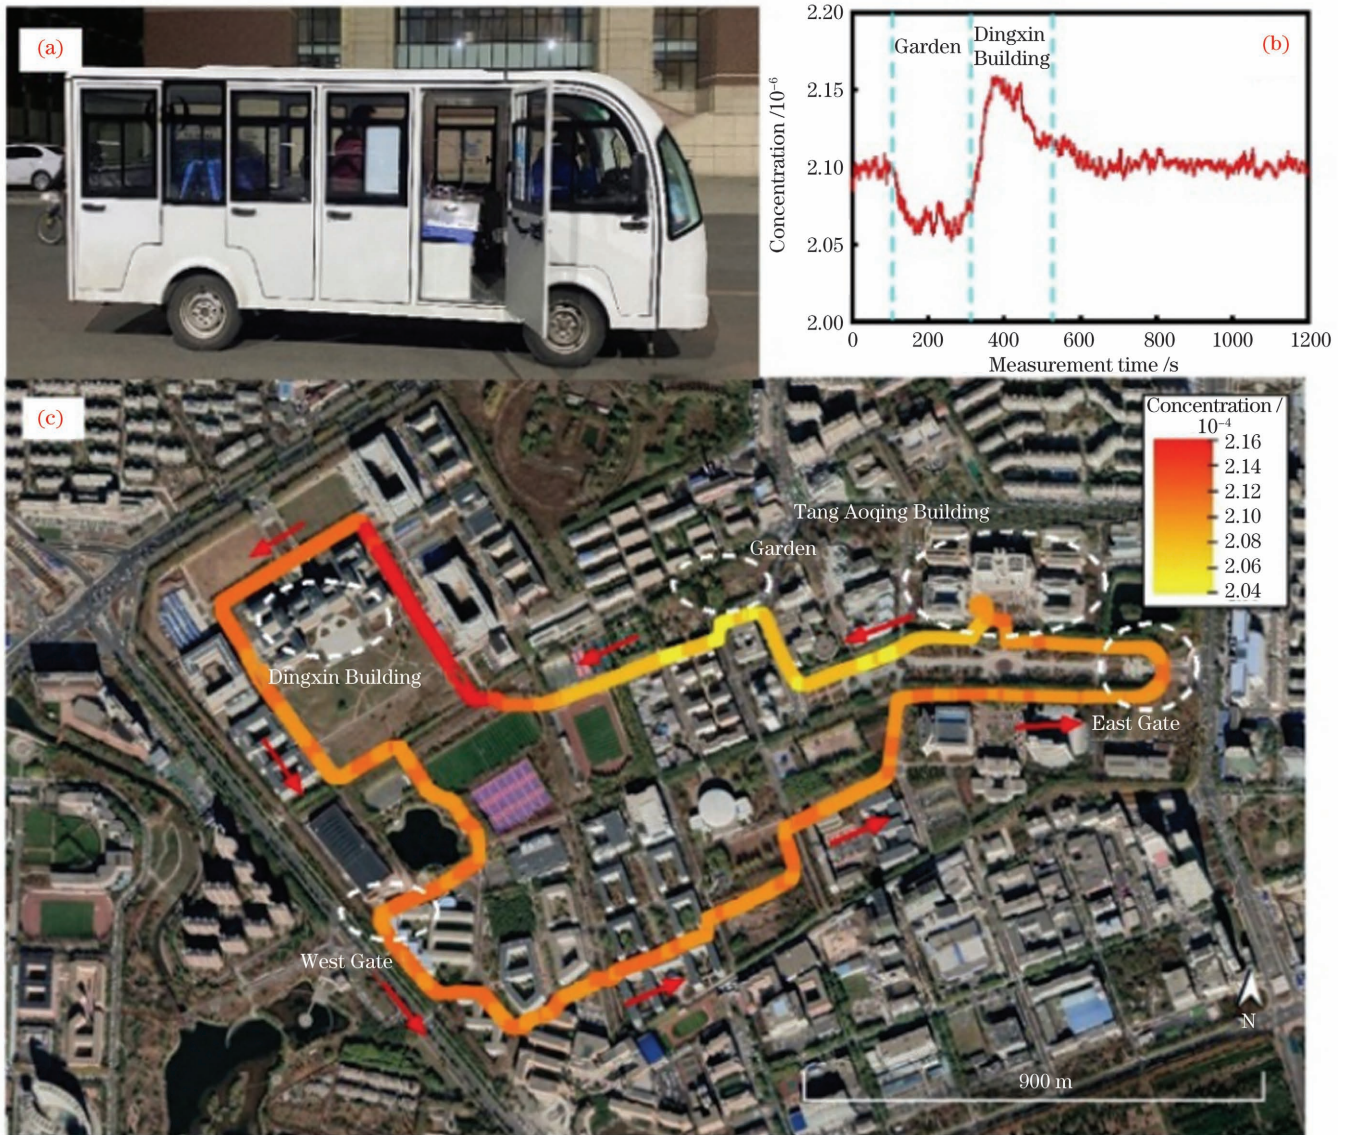 (a)
(b)
Garden
Dingxin
Building
Concentration /10⁻⁶
2.20
2.15
2.10
2.05
2.00
0
200
400
600
800
1000
1200
Measurement time /s
(c)
Concentration /
10⁻⁴
2.16
2.14
2.12
2.10
2.08
2.06
2.04
Tang Aoqing Building
Garden
Dingxin Building
East Gate
West Gate
N
900 m